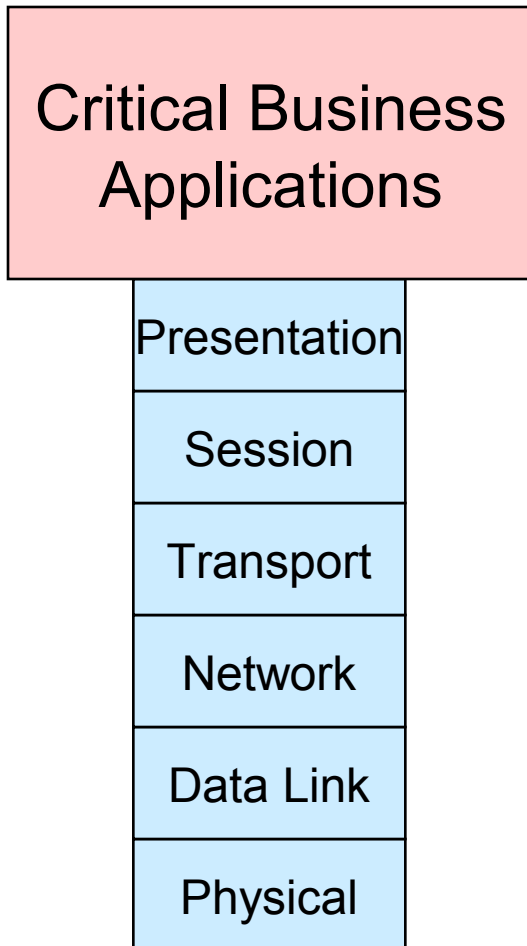 Critical Business
Applications
Presentation
Session
Transport
Network
Data Link
Physical